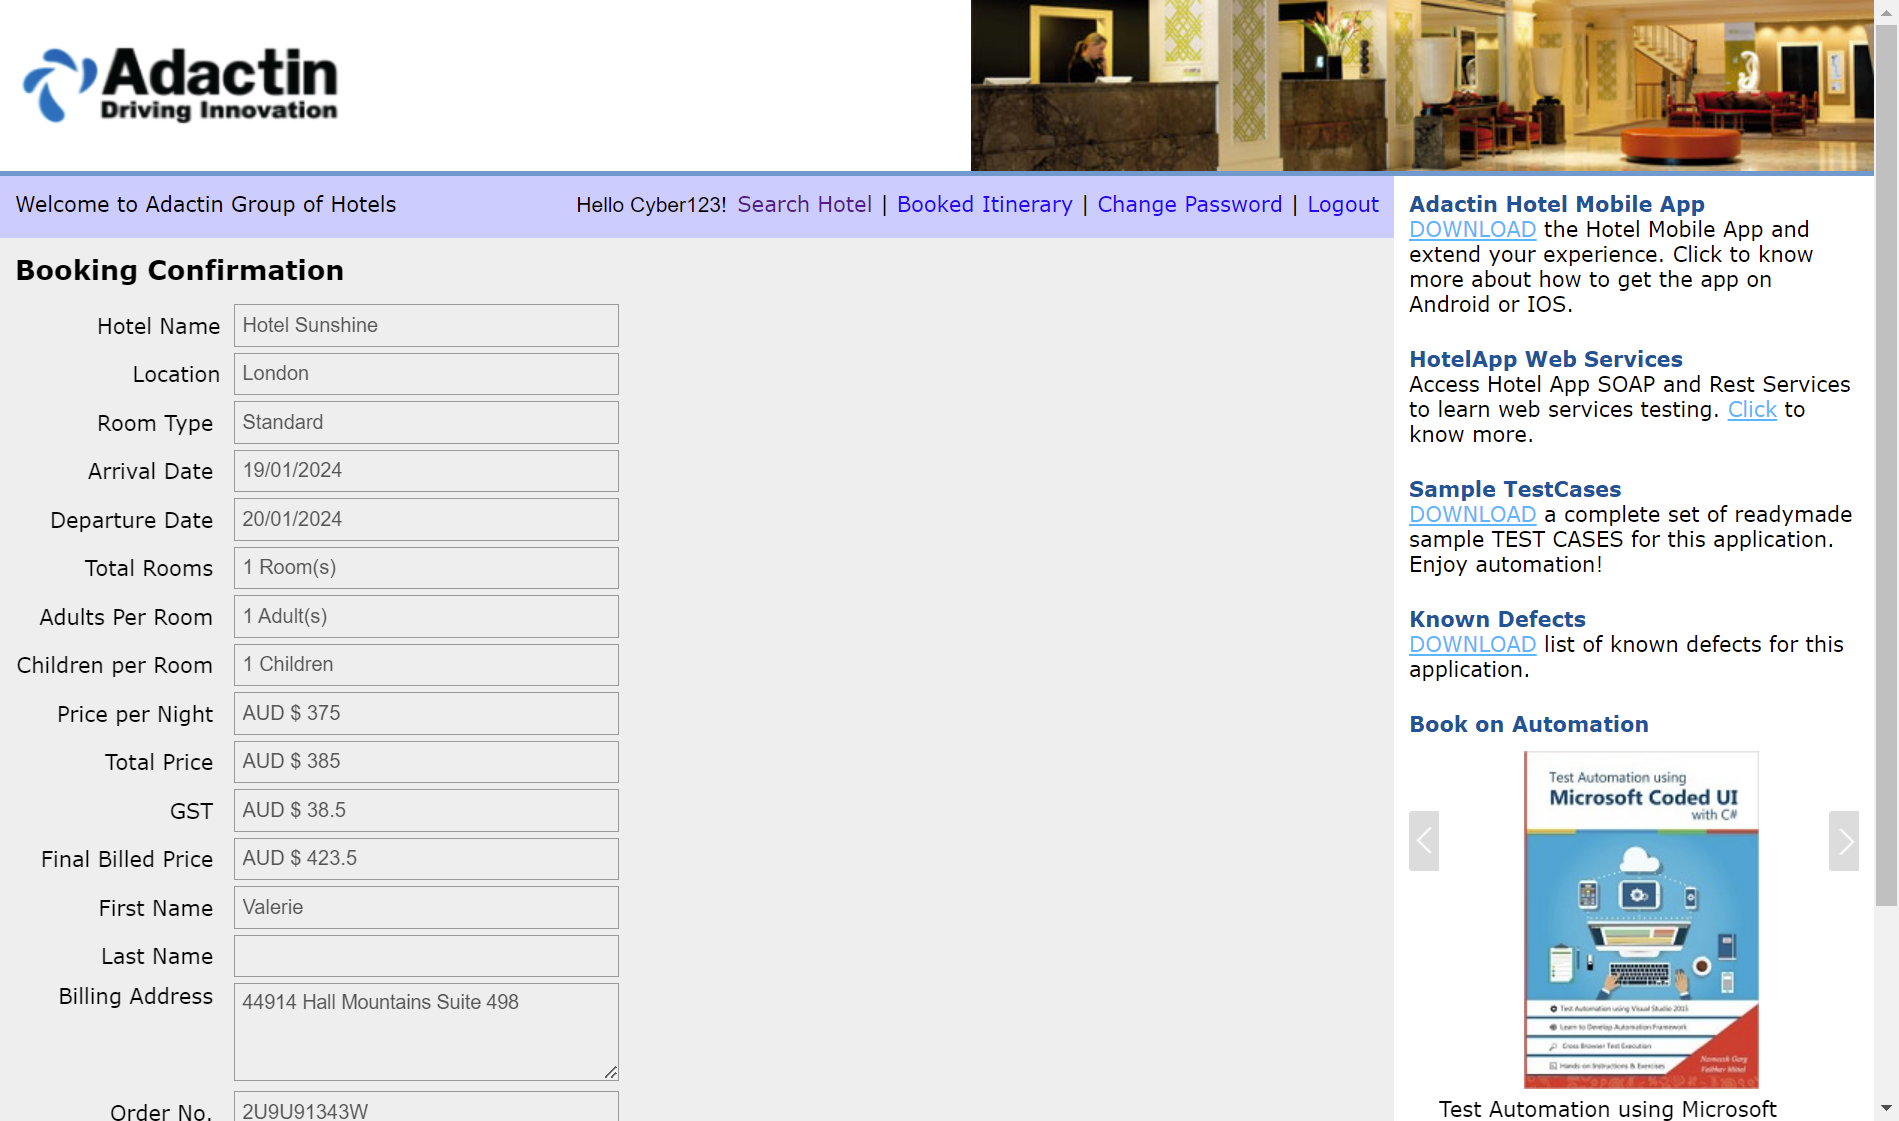 Adactin
Driving Innovation
Welcome to Adactin Group of Hotels
Hello Cyber123! Search Hotel | Booked Itinerary | Change Password | Logout
Booking Confirmation
Hotel Name Hotel Sunshine
Location London
Room Type Standard
Arrival Date 19/01/2024
Departure Date 20/01/2024
Total Rooms 1 Room(s)
Adults Per Room 1 Adult(s)
Children per Room 1 Children
Price per Night AUD $ 375
Total Price AUD $ 385
GST AUD $ 38.5
Final Billed Price AUD $ 423.5
First Name Valerie
Last Name
Billing Address 44914 Hall Mountains Suite 498
Order No. 2U9U91343W
Adactin Hotel Mobile App
DOWNLOAD the Hotel Mobile App and
extend your experience. Click to know
more about how to get the app on
Android or IOS.
HotelApp Web Services
Access Hotel App SOAP and Rest Services
to learn web services testing. Click to
know more.
Sample TestCases
DOWNLOAD a complete set of readymade
sample TEST CASES for this application.
Enjoy automation!
Known Defects
DOWNLOAD list of known defects for this
application.
Book on Automation
Test Automation using
Microsoft Coded UI
with C#
Test Automation using Visual Studio 2015
Learn to Develop Automation Framework
Cross Browser Test Execution
Hands-on Instructions & Exercises
Navneesh Garg
Test Automation using Microsoft